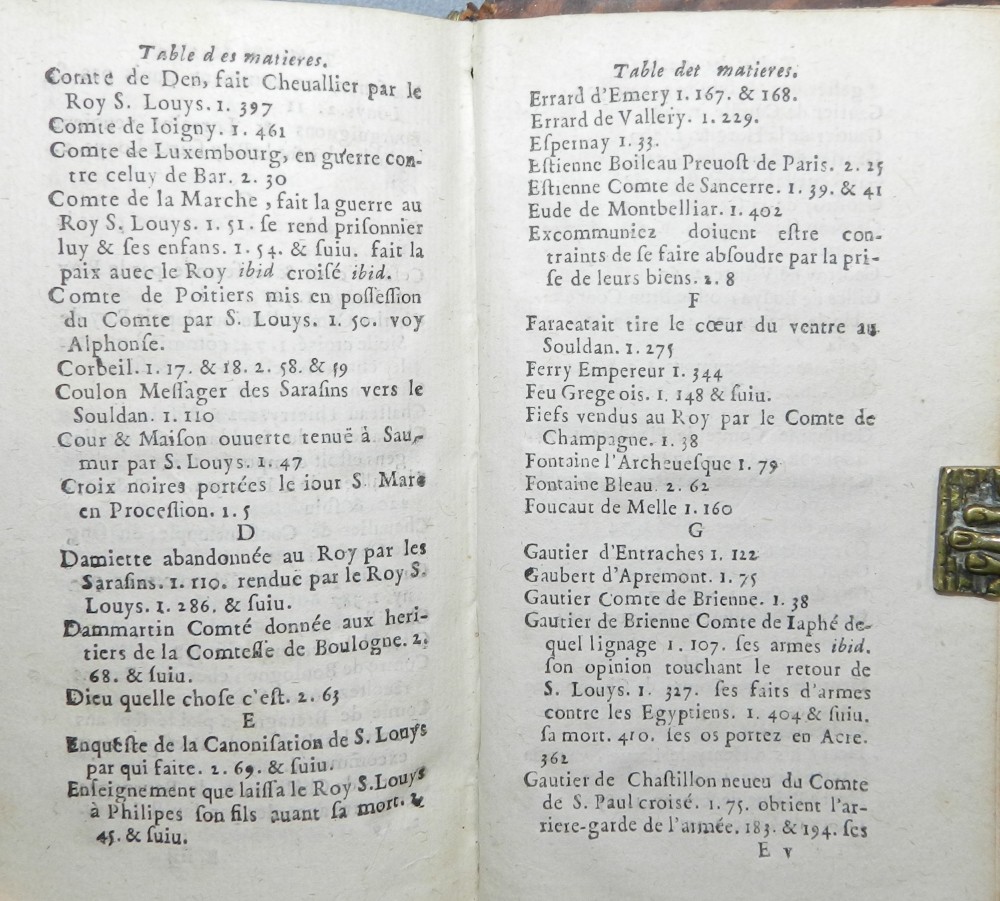 Table des matieres.
Comte de Den, fait Cheuallier par le
Roy S. Louys. 1. 397
Comte de Ioigny. 1. 461
Comte de Luxembourg, en guerre con-
tre celuy de Bar. 2. 30
Comte de la Marche, fait la guerre au
Roy S. Louys. 1. 51. ſe rend priſonnier
luy & ſes enfans. 1. 54. & ſuiu. fait la
paix auec le Roy ibid croiſé ibid.
Comte de Poitiers mis en poſſeſſion
du Comte par S. Louys. 1. 50. voy
Alphonſe.
Corbeil. 1. 17. & 18. 2. 58. & 59
Coulon Meſſager des Saraſins vers le
Souldan. 1. 110
Cour & Maiſon ouuerte tenuë à Sau-
mur par S. Louys. 1. 47
Croix noires portées le iour S. Marc
en Proceſſion. 1. 5
D
Damiette abandonnée au Roy par les
Saraſins. 1. 110. renduë par le Roy S.
Louys. 1. 286. & ſuiu.
Dammartin Comté donnée aux heri-
tiers de la Comteſſe de Boulogne. 2.
68. & ſuiu.
Dieu quelle choſe c'eſt. 2. 63
E
Enqueſte de la Canoniſation de S. Louys
par qui faite. 2. 69. & ſuiu.
Enſeignement que laiſſa le Roy S. Louys
à Philipes ſon fils auant ſa mort. 2
45. & ſuiu.
Table det matieres.
Errard d'Emery 1. 167. & 168.
Errard de Vallery. 1. 229.
Eſpernay 1. 33.
Eſtienne Boileau Preuoſt de Paris. 2. 25
Eſtienne Comte de Sancerre. 1. 39. & 41
Eude de Montbelliar. 1. 402
Excommuniez doiuent eſtre con-
traints de ſe faire abſoudre par la pri-
ſe de leurs biens. 2. 8
F
Faraeatait tire le cœur du ventre au
Souldan. 1. 275
Ferry Empereur 1. 344
Feu Gregeois. 1. 148 & ſuiu.
Fiefs vendus au Roy par le Comte de
Champagne. 1. 38
Fontaine l'Archeueſque 1. 79
Fontaine Bleau. 2. 62
Foucaut de Melle 1. 160
G
Gautier d'Entraches 1. 122
Gaubert d'Apremont. 1. 75
Gautier Comte de Brienne. 1. 38
Gautier de Brienne Comte de Iaphé de-
quel lignage 1. 107. ſes armes ibid.
ſon opinion touchant le retour de
S. Louys. 1. 327. ſes faits d'armes
contre les Egyptiens. 1. 404 & ſuiu.
ſa mort. 410. ſes os portez en Acre.
362
Gautier de Chaſtillon neueu du Comte
de S. Paul croiſé. 1. 75. obtient l'ar-
riere-garde de l'armée. 183. & 194. ſes
E v